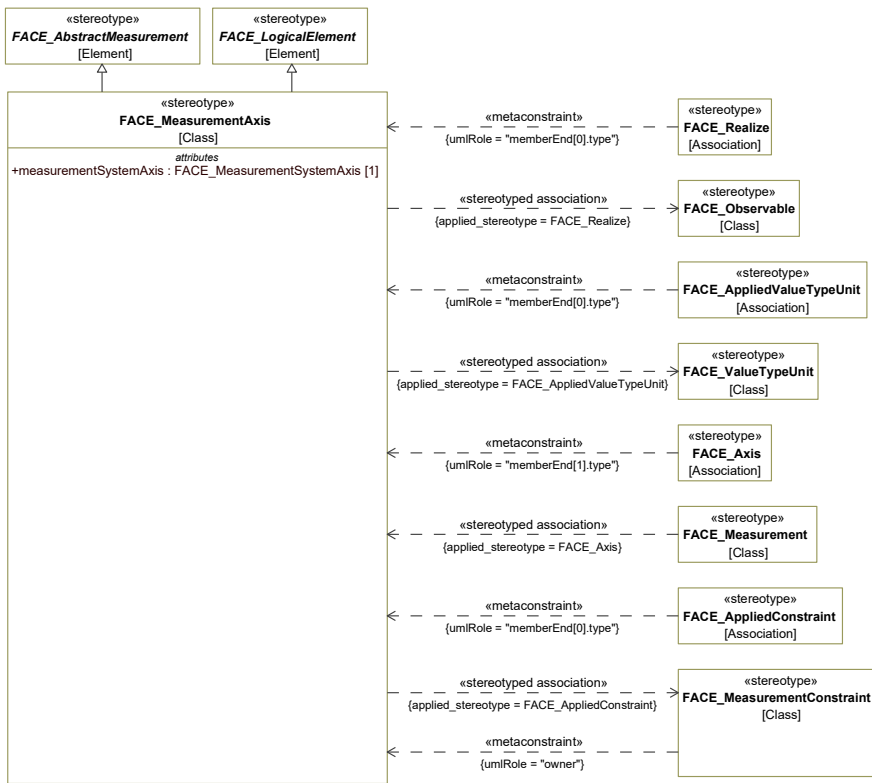 «stereotype»
FACE_AbstractMeasurement
[Element]
«stereotype»
FACE_LogicalElement
[Element]
«stereotype»
FACE_MeasurementAxis
[Class]
attributes
+measurementSystemAxis : FACE_MeasurementSystemAxis [1]
«metaconstraint»
{umlRole = "memberEnd[0].type"}
«stereotype»
FACE_Realize
[Association]
«stereotyped association»
{applied_stereotype = FACE_Realize}
«stereotype»
FACE_Observable
[Class]
«metaconstraint»
{umlRole = "memberEnd[0].type"}
«stereotype»
FACE_AppliedValueTypeUnit
[Association]
«stereotyped association»
{applied_stereotype = FACE_AppliedValueTypeUnit}
«stereotype»
FACE_ValueTypeUnit
[Class]
«metaconstraint»
{umlRole = "memberEnd[1].type"}
«stereotype»
FACE_Axis
[Association]
«stereotyped association»
{applied_stereotype = FACE_Axis}
«stereotype»
FACE_Measurement
[Class]
«metaconstraint»
{umlRole = "memberEnd[0].type"}
«stereotype»
FACE_AppliedConstraint
[Association]
«stereotyped association»
{applied_stereotype = FACE_AppliedConstraint}
«stereotype»
FACE_MeasurementConstraint
[Class]
«metaconstraint»
{umlRole = "owner"}